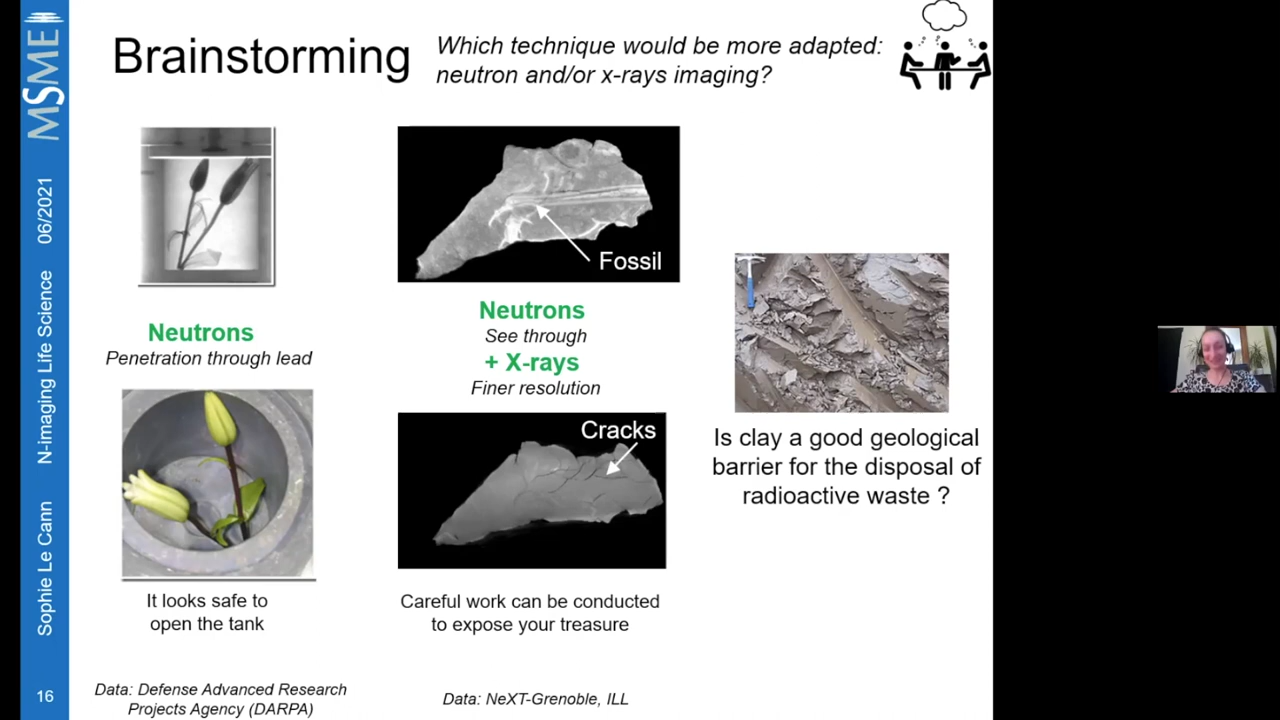 Brainstorming
Which technique would be more adapted:
neutron and/or x-rays imaging?
Neutrons
Penetration through lead
It looks safe to
open the tank
Data: Defense Advanced Research
Projects Agency (DARPA)
Fossil
Neutrons
See through
+ X-rays
Finer resolution
Cracks
Careful work can be conducted
to expose your treasure
Data: NeXT-Grenoble, ILL
Is clay a good geological
barrier for the disposal of
radioactive waste ?
MSME
Sophie Le Cann N-imaging Life Science 06/2021
16